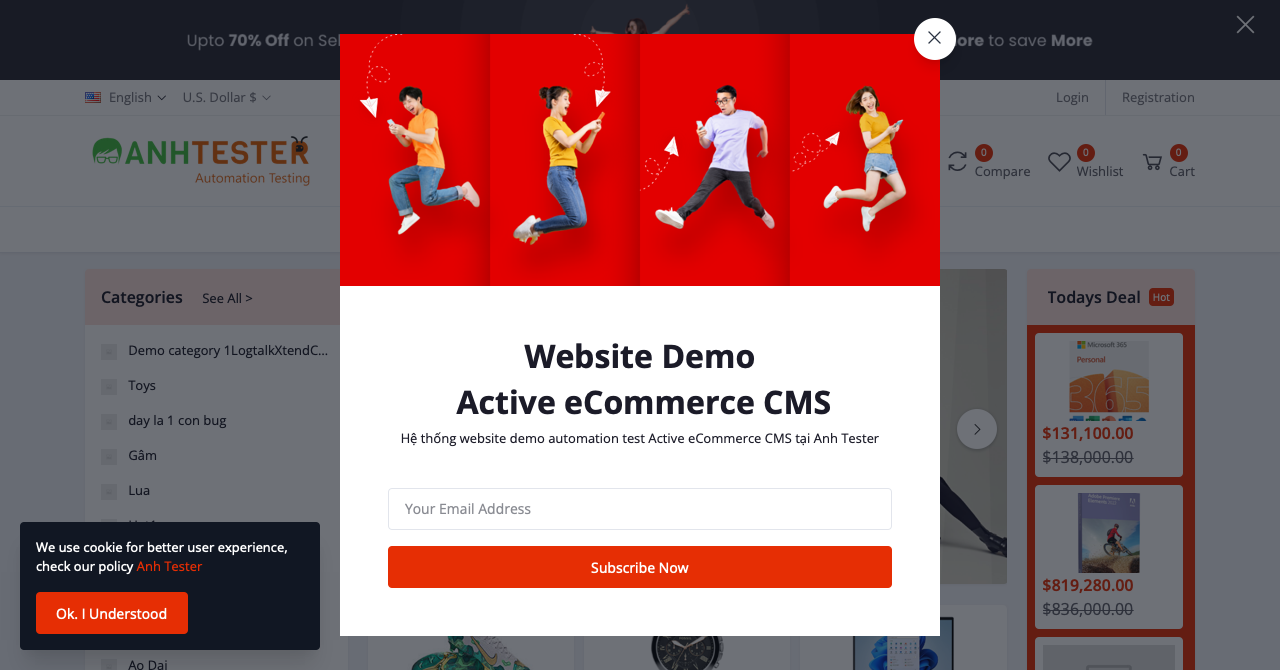 Upto 70% Off on Sel
ore to save More
English
U.S. Dollar $
Login
Registration
ANHTESTER
Automation Testing
0
Compare
0
Wishlist
0
Cart
Categories
See All >
Todays Deal
Hot
Demo category 1LogtalkXtendC...
Toys
day la 1 con bug
Gâm
Lua
Microsoft 365
Personal
365
$131,100.00
$138,000.00
$819,280.00
$836,000.00
Website Demo
Active eCommerce CMS
Hệ thống website demo automation test Active eCommerce CMS tại Anh Tester
Your Email Address
Subscribe Now
We use cookie for better user experience,
check our policy Anh Tester
Ok. I Understood
Ao Dai